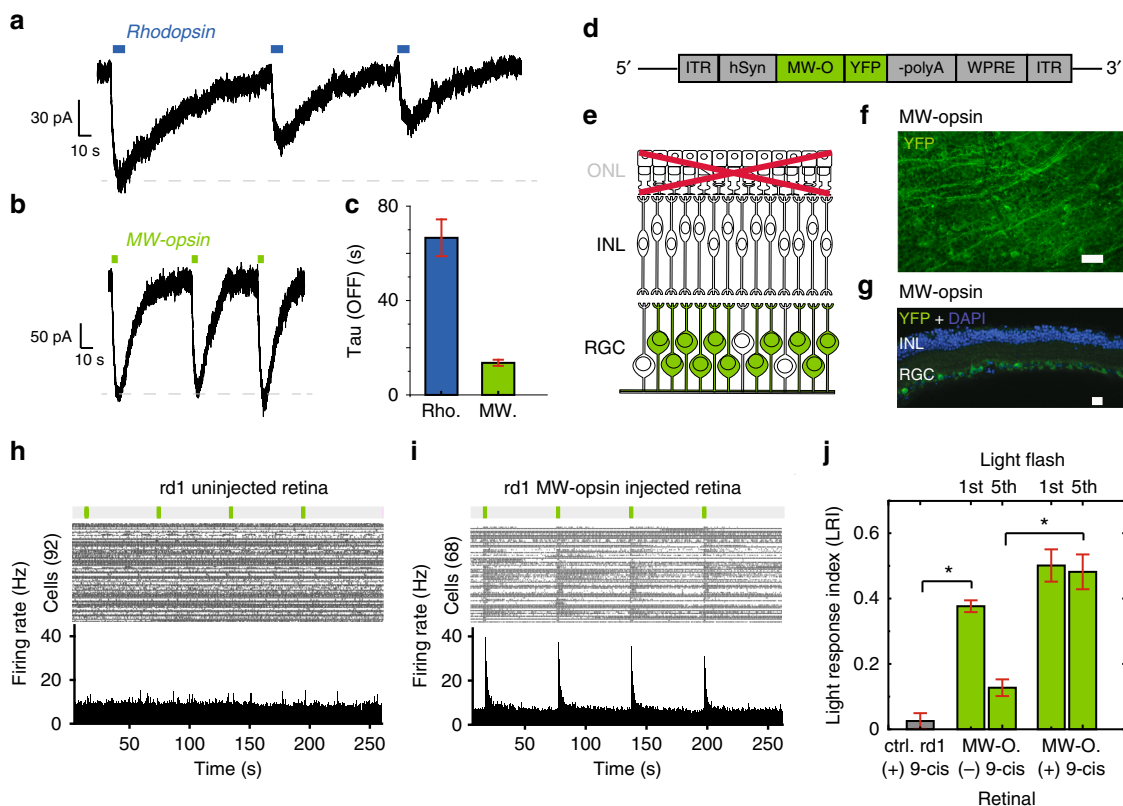 a
Rhodopsin
30 pA
10 s
b
MW-opsin
50 pA
10 s
c
80
60
40
20
0
Tau (OFF) (s)
Rho. MW.
d
5′ ITR hSyn MW-O YFP -polyA WPRE ITR 3′
e
ONL
INL
RGC
f
MW-opsin
YFP
g
MW-opsin
YFP + DAPI
INL
RGC
h
rd1 uninjected retina
Cells (92)
Firing rate (Hz)
40
20
0
50 100 150 200 250
Time (s)
i
rd1 MW-opsin injected retina
Cells (68)
Firing rate (Hz)
40
20
0
50 100 150 200 250
Time (s)
j
Light flash
1st 5th 1st 5th
0.6
0.4
0.2
0
Light response index (LRI)
*
*
ctrl. rd1 MW-O. MW-O.
(+) 9-cis (–) 9-cis (+) 9-cis
Retinal